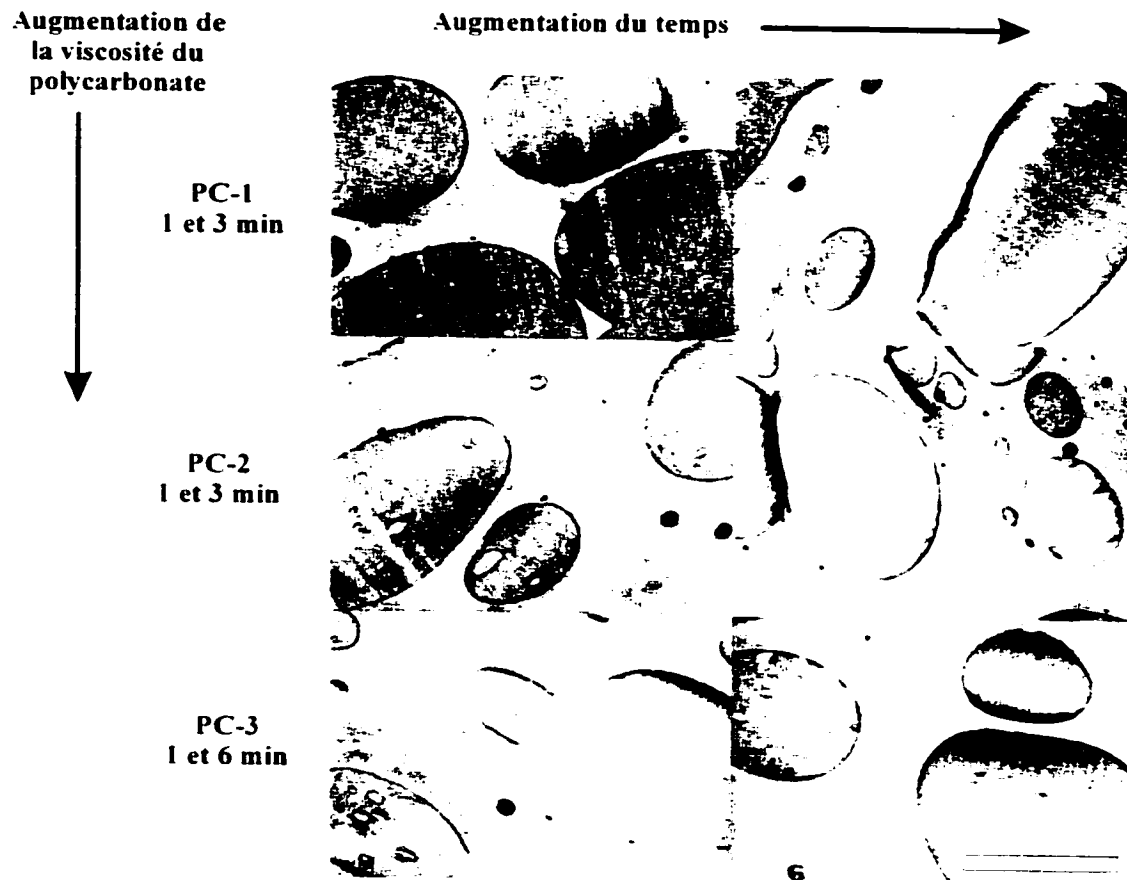 Augmentation de
la viscosité du
polycarbonate
Augmentation du temps
PC-1
1 et 3 min
PC-2
1 et 3 min
PC-3
1 et 6 min
6